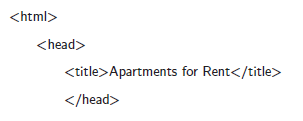 <html>
<head>
<title>Apartments for Rent</title>
</head>